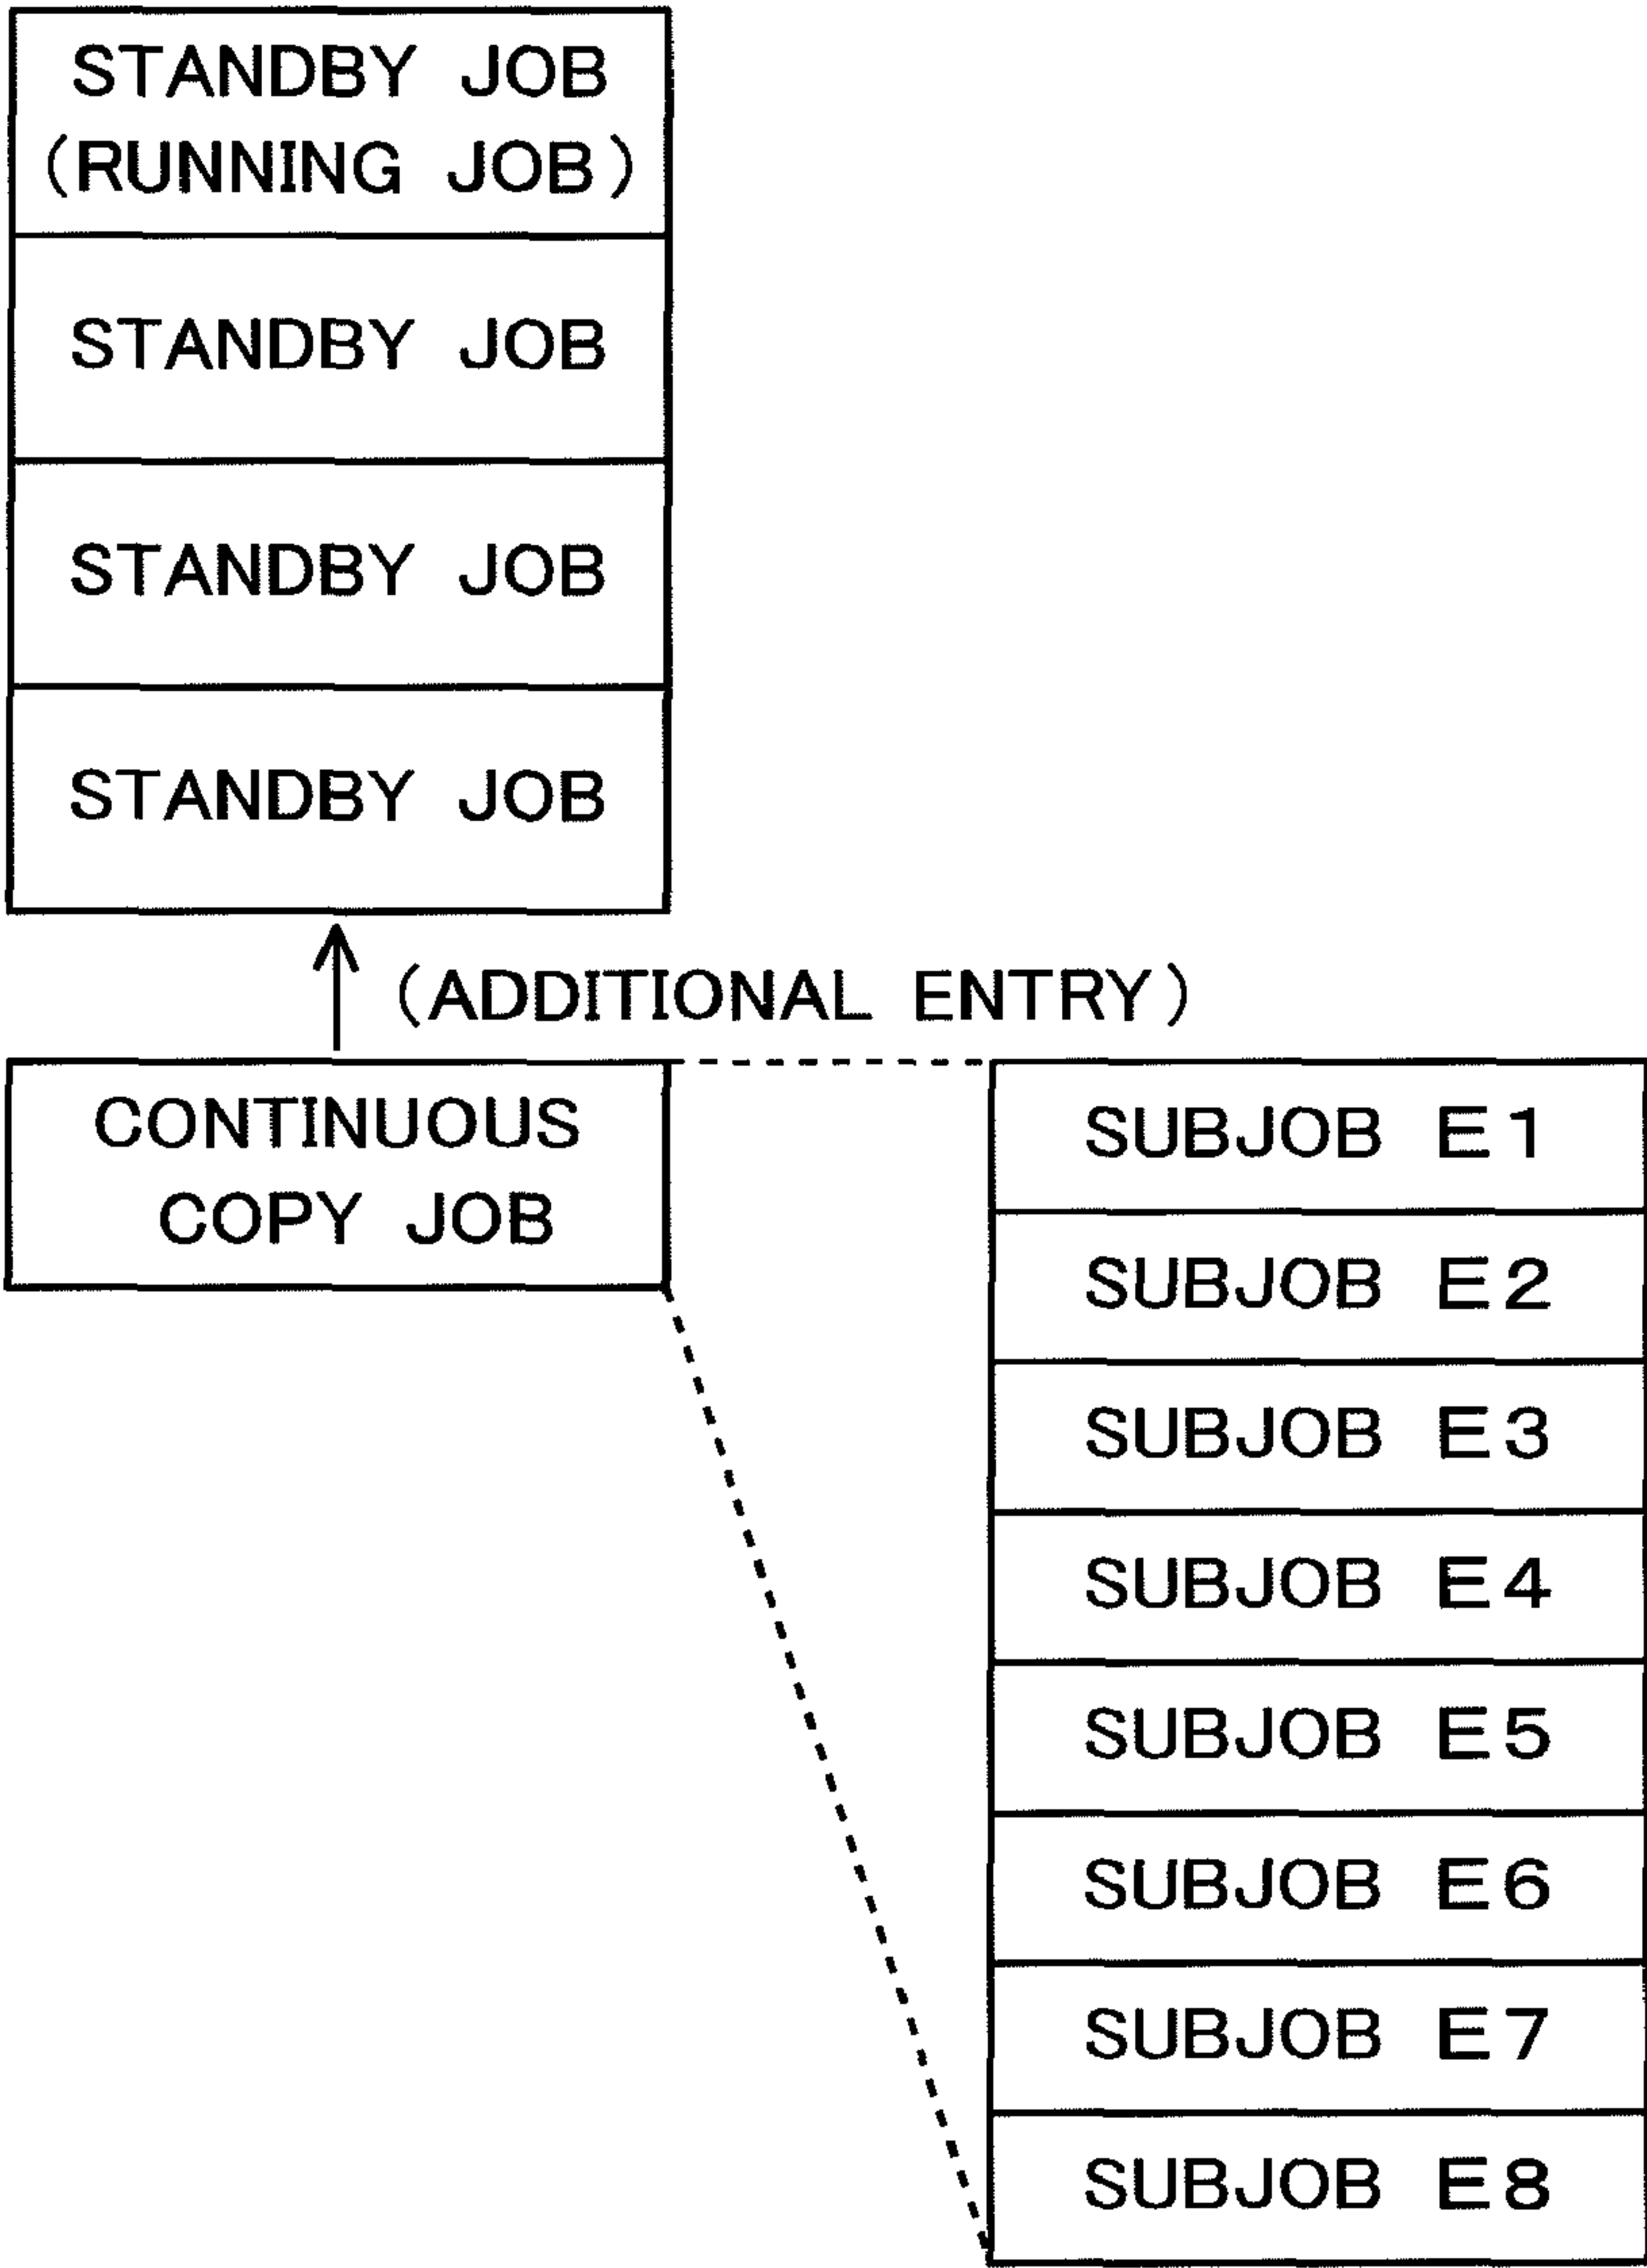 STANDBY JOB
(RUNNING JOB)
STANDBY JOB
STANDBY JOB
STANDBY JOB
(ADDITIONAL ENTRY)
CONTINUOUS
COPY JOB
SUBJOB E1
SUBJOB E2
SUBJOB E3
SUBJOB E4
SUBJOB E5
SUBJOB E6
SUBJOB E7
SUBJOB E8